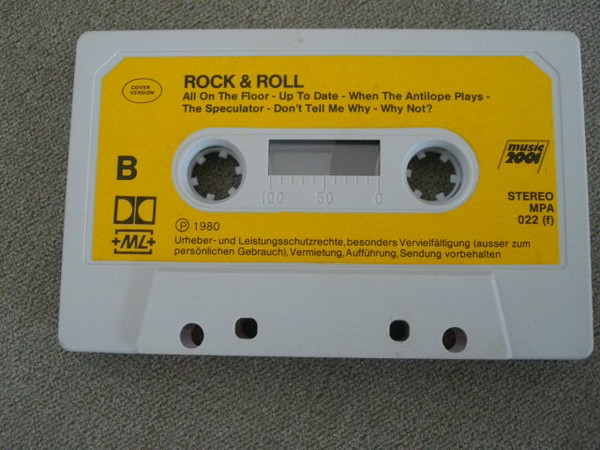 COVER
VERSION
ROCK & ROLL
All On The Floor - Up To Date - When The Antilope Plays -
The Speculator - Don't Tell Me Why - Why Not?
B
music
2001
100 50 0
STEREO
MPA
022 (f)
+ML+
Ⓟ 1980
Urheber- und Leistungsschutzrechte, besonders Vervielfältigung (ausser zum
persönlichen Gebrauch), Vermietung, Aufführung, Sendung vorbehalten